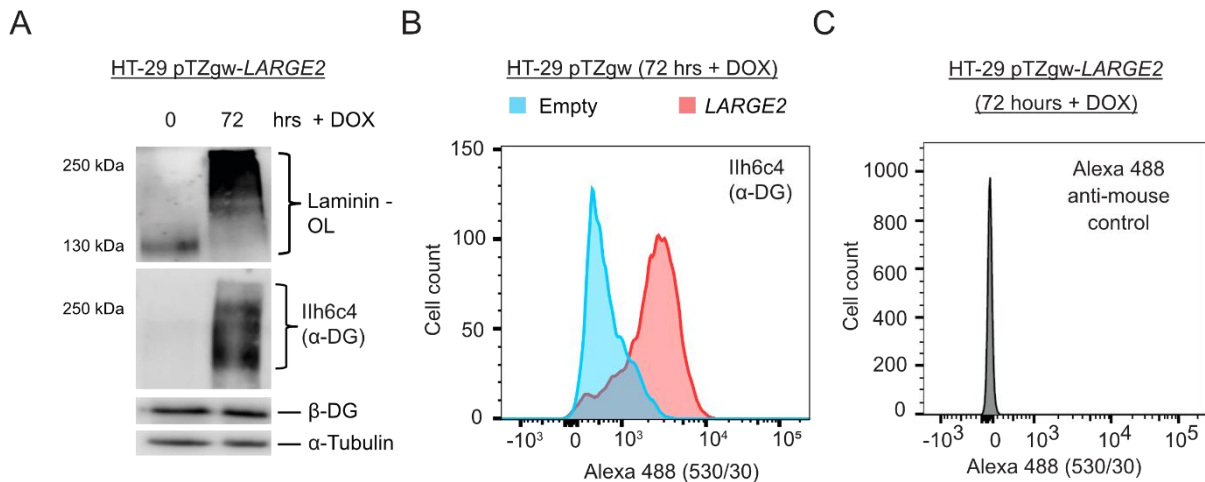 A
HT-29 pTZgw-LARGE2
0 72 hrs + DOX
250 kDa
130 kDa
Laminin -
OL
250 kDa
IIh6c4
(α-DG)
β-DG
α-Tubulin
B
HT-29 pTZgw (72 hrs + DOX)
Empty LARGE2
IIh6c4
(α-DG)
Cell count
150
100
50
0
-10³ 0 10³ 10⁴ 10⁵
Alexa 488 (530/30)
C
HT-29 pTZgw-LARGE2
(72 hours + DOX)
Alexa 488
anti-mouse
control
Cell count
1000
800
600
400
200
0
-10³ 0 10³ 10⁴ 10⁵
Alexa 488 (530/30)